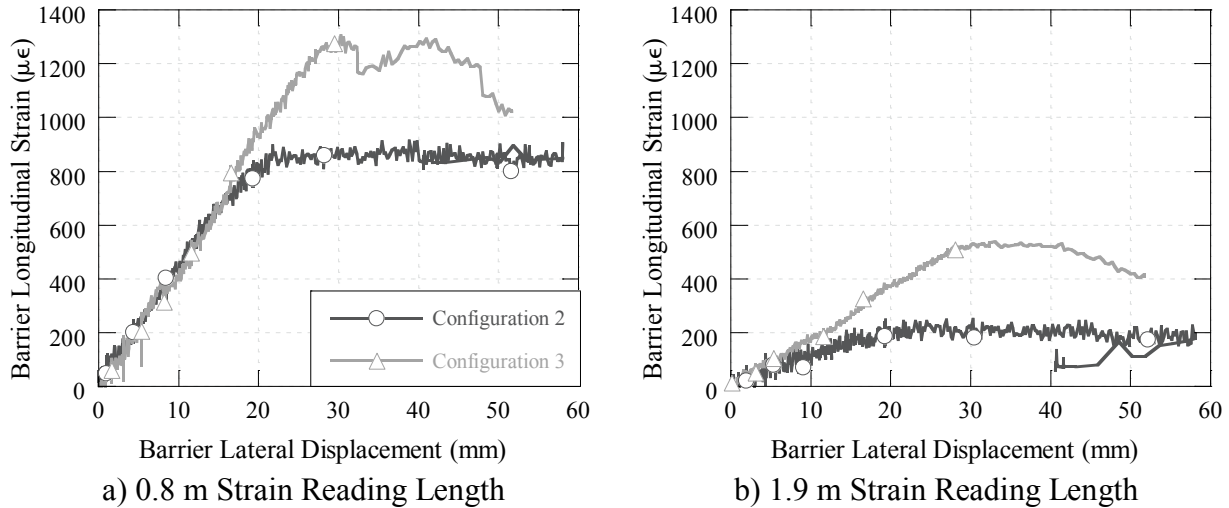 1400
1200
1000
800
600
400
200
0
Barrier Longitudinal Strain (με)
Configuration 2
Configuration 3
0 10 20 30 40 50 60
Barrier Lateral Displacement (mm)
a) 0.8 m Strain Reading Length
1400
1200
1000
800
600
400
200
0
Barrier Longitudinal Strain (με)
0 10 20 30 40 50 60
Barrier Lateral Displacement (mm)
b) 1.9 m Strain Reading Length